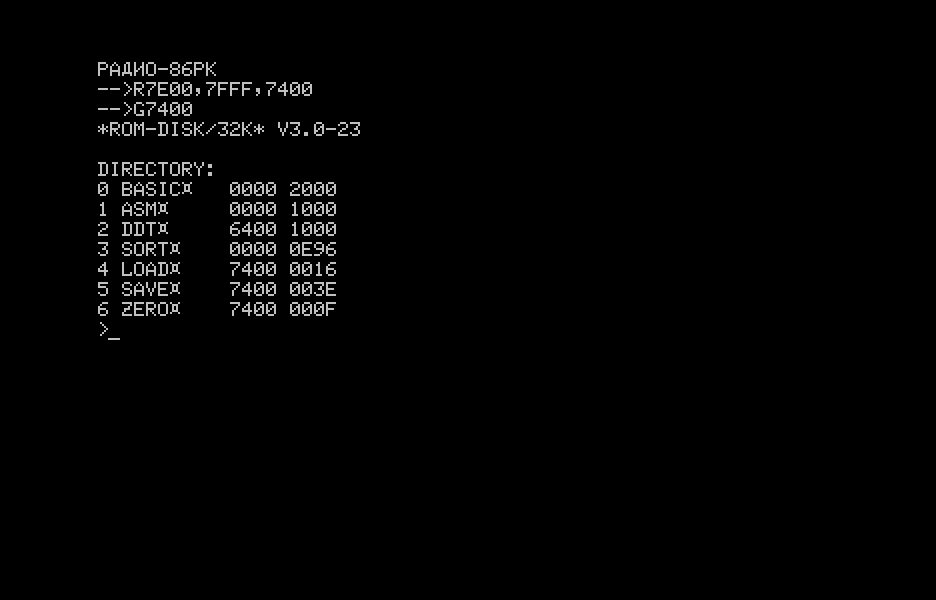 РАДИО-86РК
-->R7E00,7FFF,7400
-->G7400
*ROM-DISK/32K* V3.0-23
DIRECTORY:
0 BASIC¤   0000 2000
1 ASM¤     0000 1000
2 DDT¤     6400 1000
3 SORT¤    0000 0E96
4 LOAD¤    7400 0016
5 SAVE¤    7400 003E
6 ZERO¤    7400 000F
>_